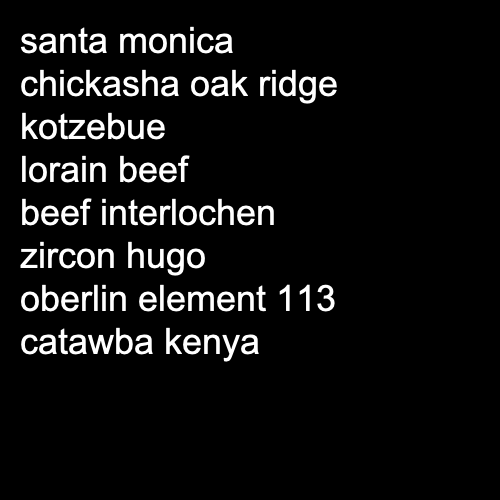 santa monica
chickasha oak ridge
kotzebue
lorain beef
beef interlochen
zircon hugo
oberlin element 113
catawba kenya